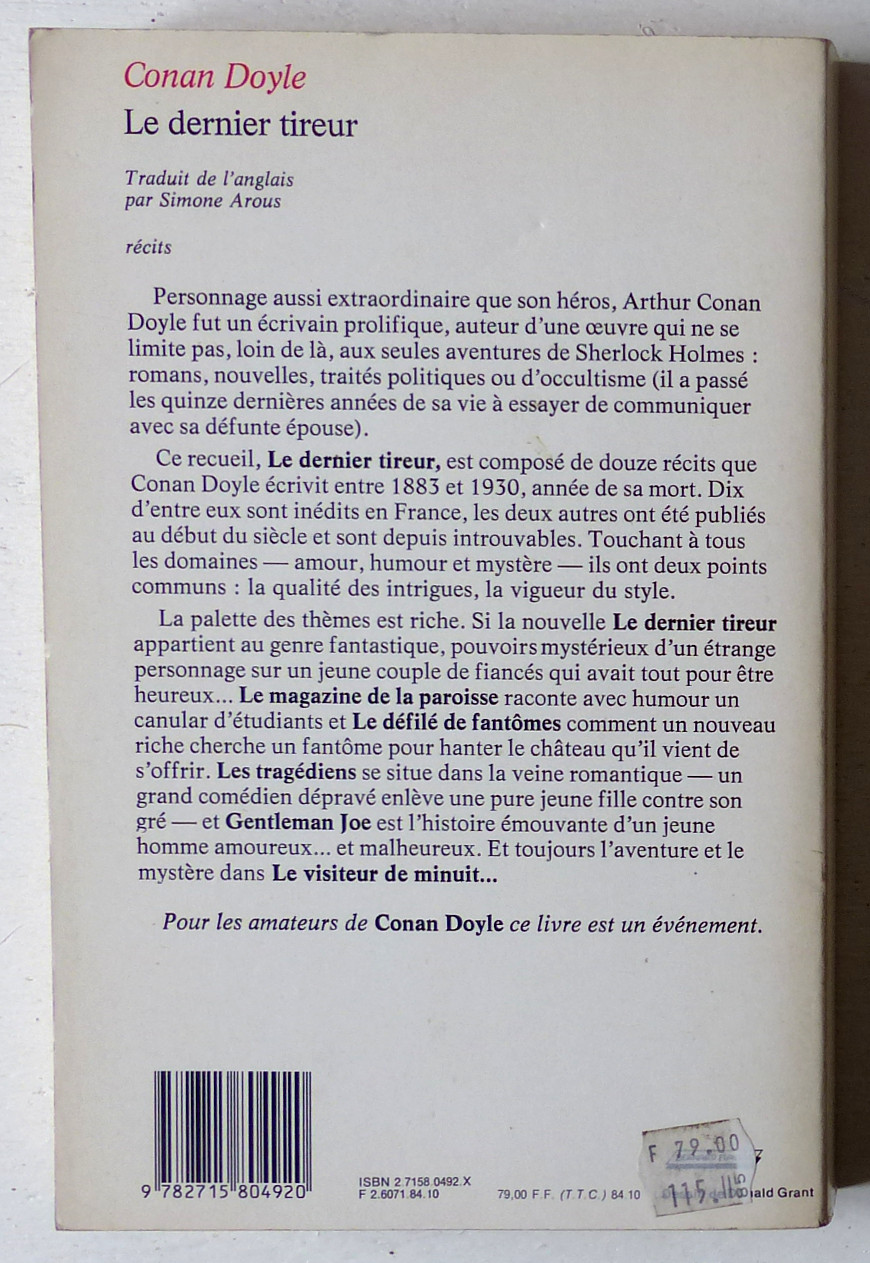 Conan Doyle
Le dernier tireur
Traduit de l'anglais
par Simone Arous
récits
Personnage aussi extraordinaire que son héros, Arthur Conan
Doyle fut un écrivain prolifique, auteur d'une œuvre qui ne se
limite pas, loin de là, aux seules aventures de Sherlock Holmes :
romans, nouvelles, traités politiques ou d'occultisme (il a passé
les quinze dernières années de sa vie à essayer de communiquer
avec sa défunte épouse).
Ce recueil, Le dernier tireur, est composé de douze récits que
Conan Doyle écrivit entre 1883 et 1930, année de sa mort. Dix
d'entre eux sont inédits en France, les deux autres ont été publiés
au début du siècle et sont depuis introuvables. Touchant à tous
les domaines — amour, humour et mystère — ils ont deux points
communs : la qualité des intrigues, la vigueur du style.
La palette des thèmes est riche. Si la nouvelle Le dernier tireur
appartient au genre fantastique, pouvoirs mystérieux d'un étrange
personnage sur un jeune couple de fiancés qui avait tout pour être
heureux... Le magazine de la paroisse raconte avec humour un
canular d'étudiants et Le défilé de fantômes comment un nouveau
riche cherche un fantôme pour hanter le château qu'il vient de
s'offrir. Les tragédiens se situe dans la veine romantique — un
grand comédien dépravé enlève une pure jeune fille contre son
gré — et Gentleman Joe est l'histoire émouvante d'un jeune
homme amoureux... et malheureux. Et toujours l'aventure et le
mystère dans Le visiteur de minuit...
Pour les amateurs de Conan Doyle ce livre est un événement.
9 782715 804920
ISBN 2.7158.0492.X
F 2.6071.84.10
79,00 F.F. (T.T.C.) 84.10
F 79.00
ald Grant